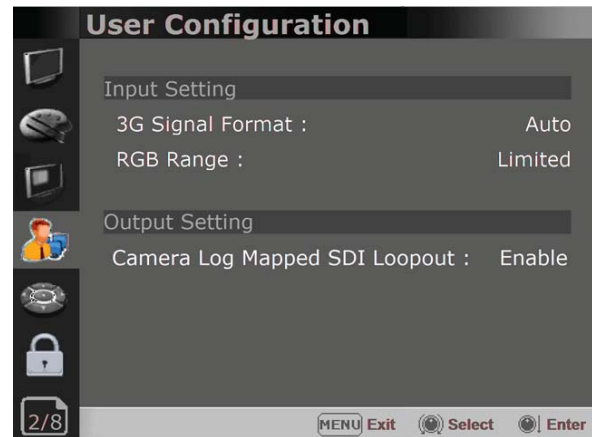 User Configuration
Input Setting
3G Signal Format : Auto
RGB Range : Limited
Output Setting
Camera Log Mapped SDI Loopout : Enable
2/8
MENU Exit Select Enter